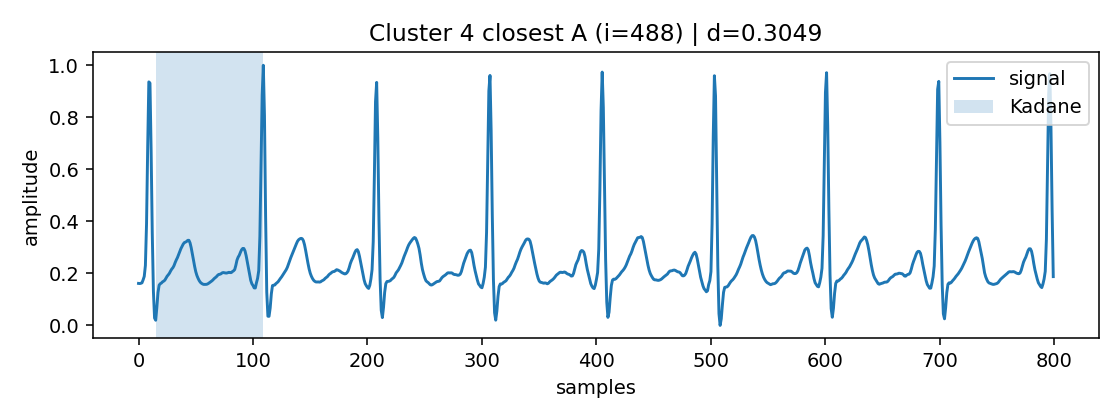 Cluster 4 closest A (i=488) | d=0.3049
signal
Kadane
amplitude
1.0
0.8
0.6
0.4
0.2
0.0
0 100 200 300 400 500 600 700 800
samples